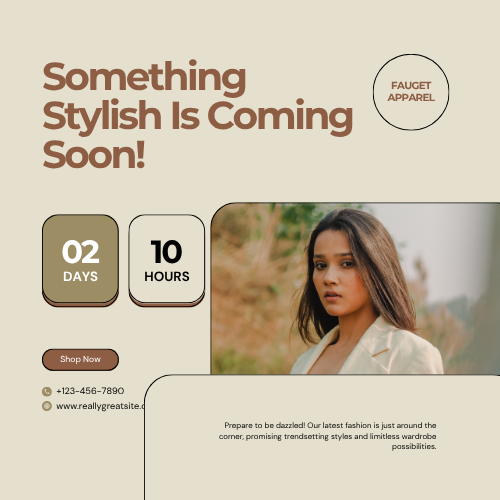 Something
Stylish Is Coming
Soon!
FAUGET
APPAREL
02
DAYS
10
HOURS
Shop Now
+123-456-7890
www.reallygreatsite.c
Prepare to be dazzled! Our latest fashion is just around the
corner, promising trendsetting styles and limitless wardrobe
possibilities.